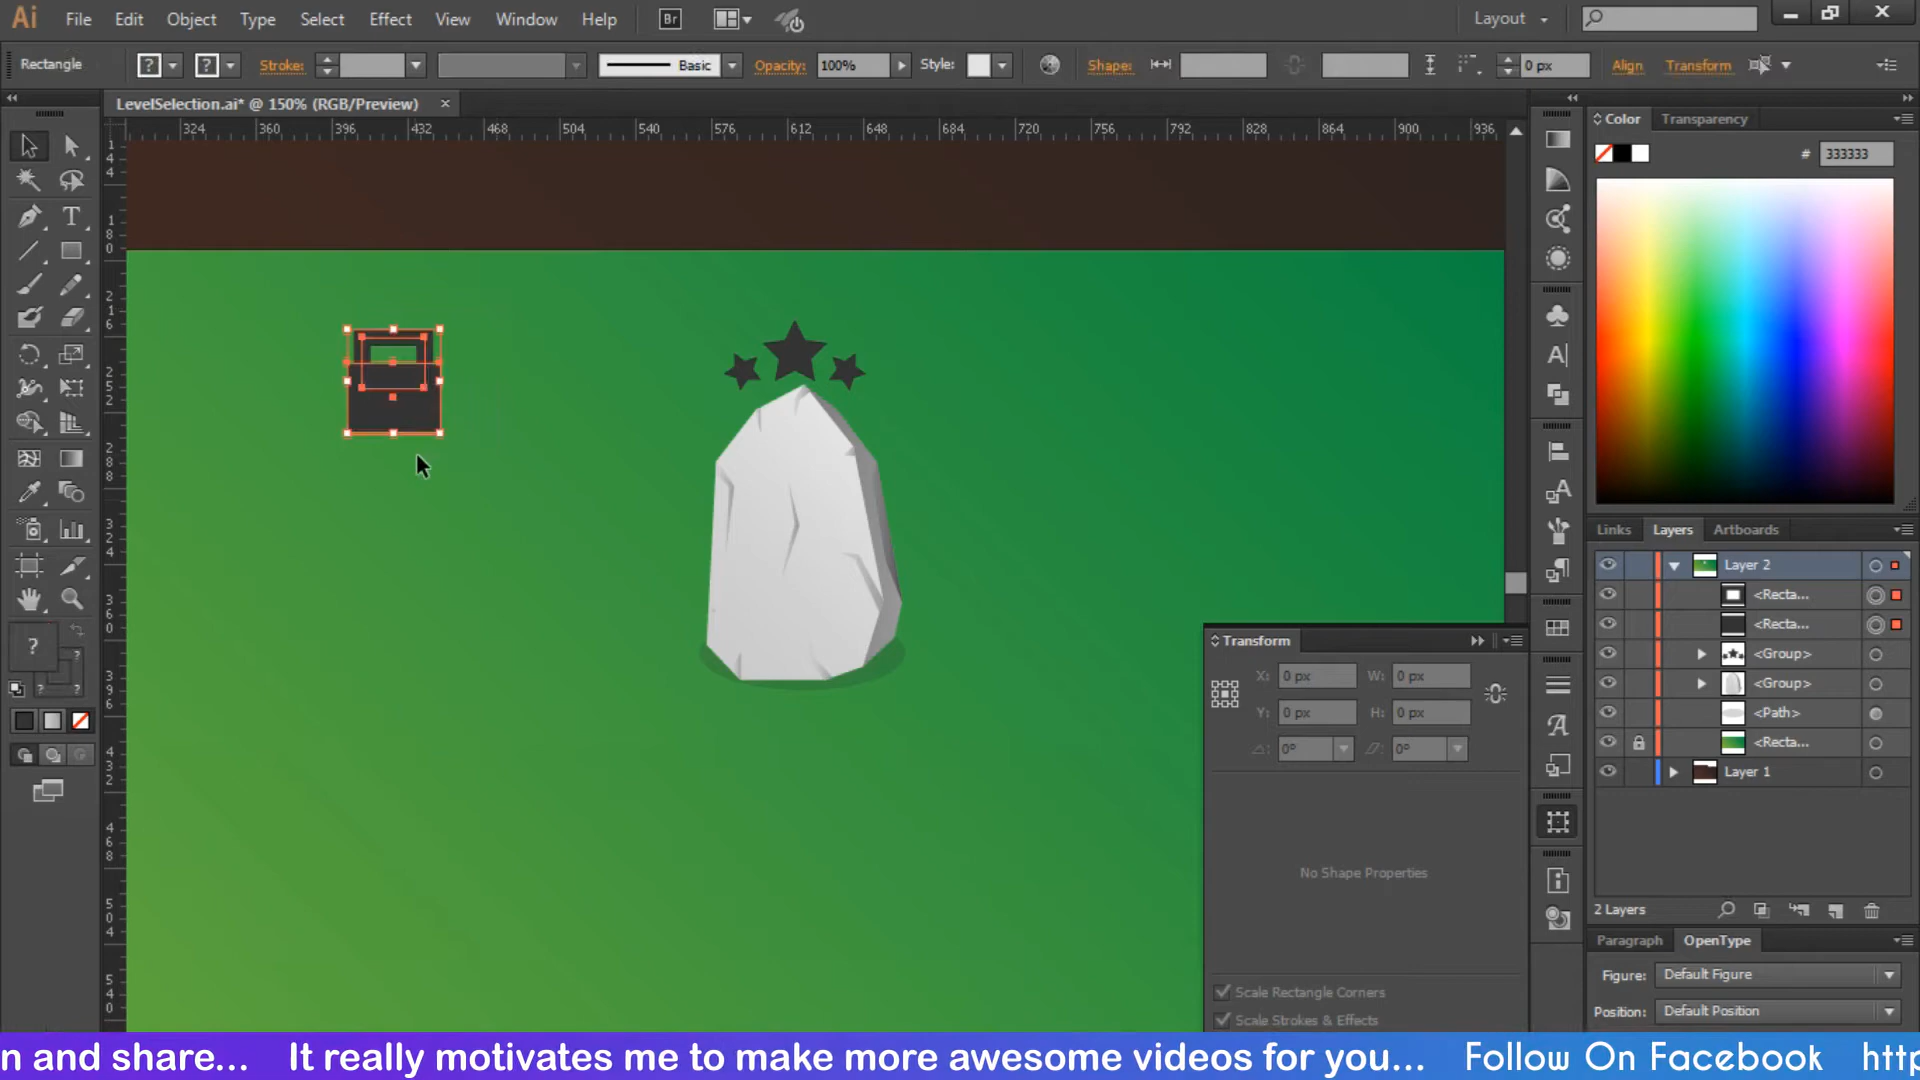 Ai File Edit Object Type Select Effect View Window Help Br Layout
Rectangle ? ? Stroke: Basic Opacity: 100% Style: Shape: 0 px Align Transform
LevelSelection.ai* @ 150% (RGB/Preview) ×
324 360 396 432 468 504 540 576 612 648 684 720 756 792 828 864 900 936
Color Transparency
# 333333
Links Layers Artboards
Layer 2
<Recta...
<Recta...
<Group>
<Group>
<Path>
<Recta...
Layer 1
2 Layers
Transform
X: 0 px W: 0 px
Y: 0 px H: 0 px
0° 0°
No Shape Properties
Scale Rectangle Corners
Scale Strokes & Effects
Paragraph OpenType
Figure: Default Figure
Position: Default Position
n and share... It really motivates me to make more awesome videos for you... Follow On Facebook http